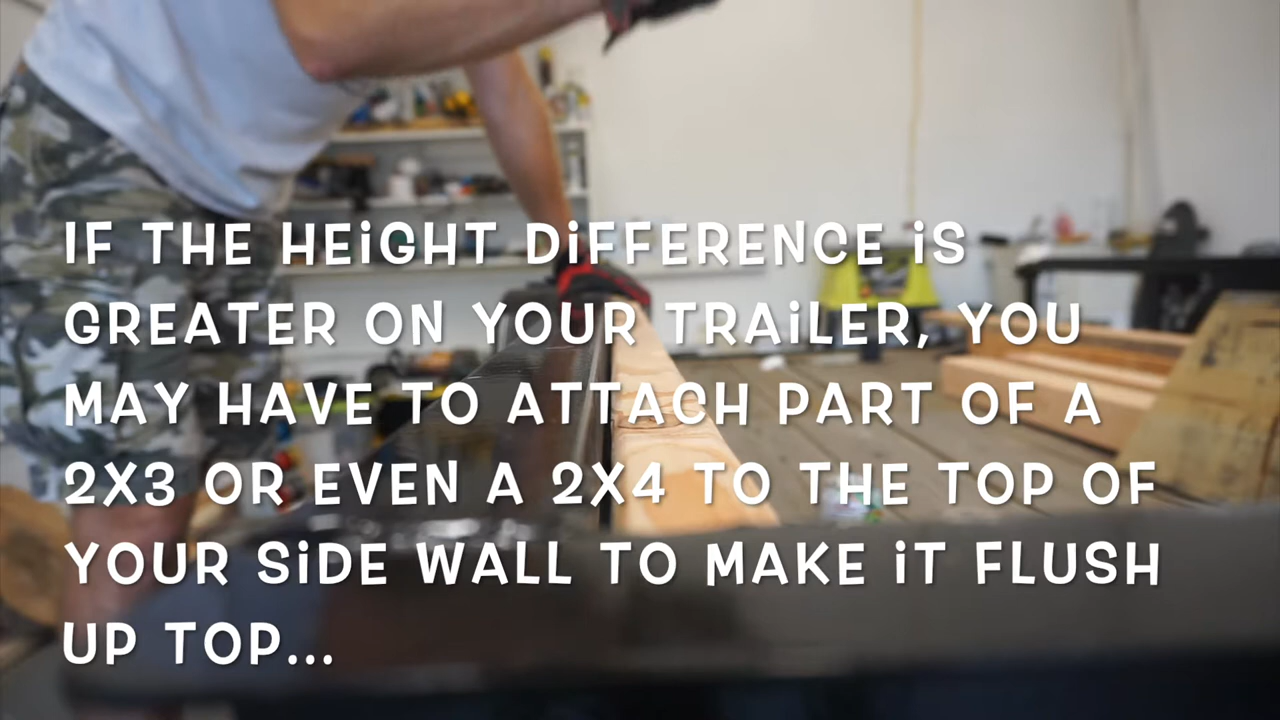 IF THE HEIGHT DIFFERENCE IS
GREATER ON YOUR TRAILER, YOU
MAY HAVE TO ATTACH PART OF A
2X3 OR EVEN A 2X4 TO THE TOP OF
YOUR SIDE WALL TO MAKE IT FLUSH
UP TOP...